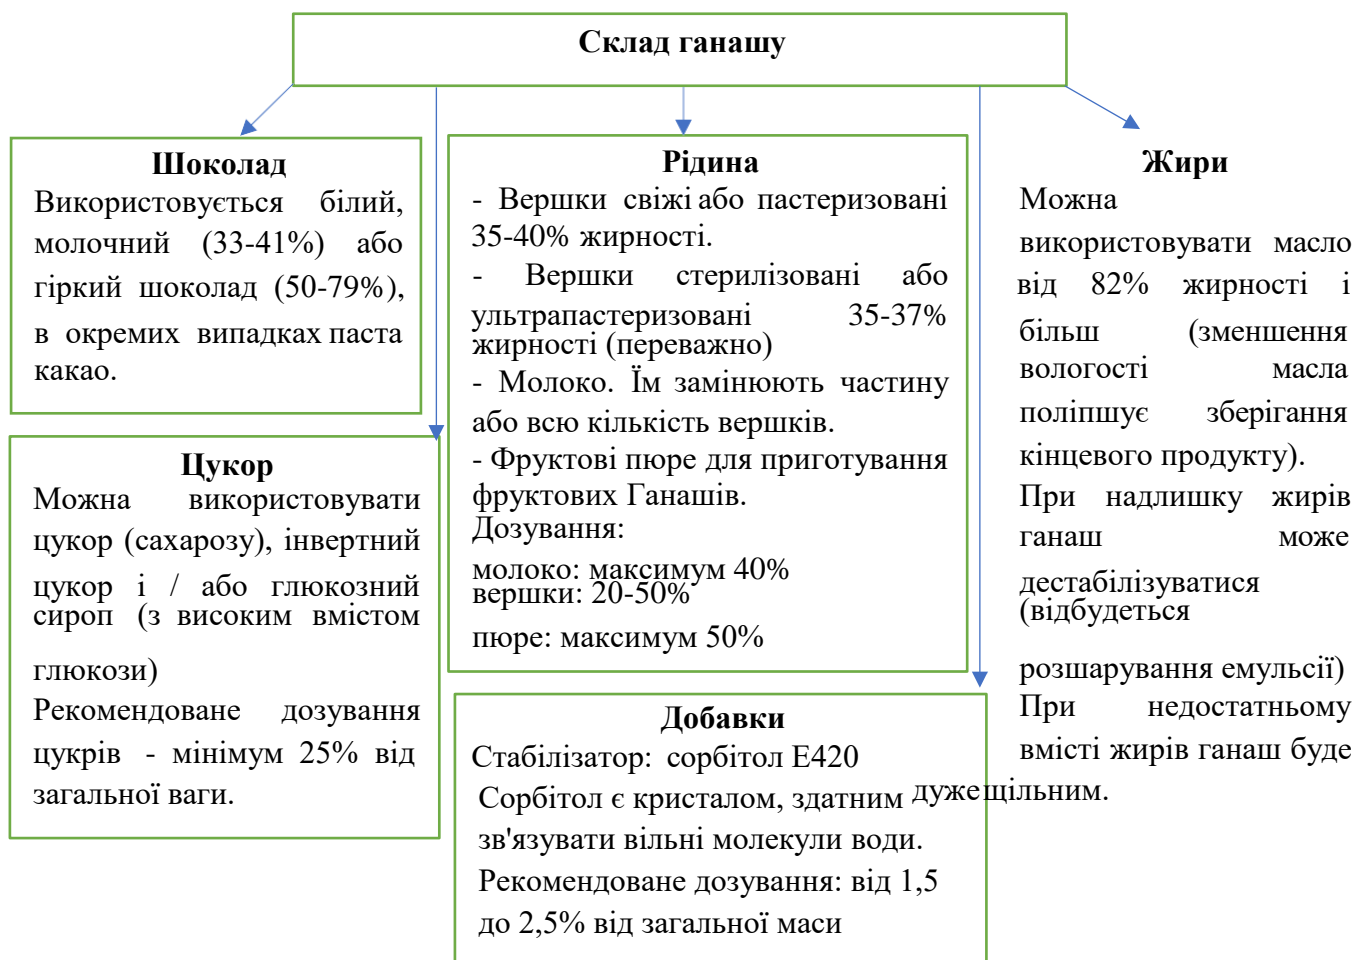 Склад ганашу
Шоколад
Використовується білий,
молочний (33-41%) або
гіркий шоколад (50-79%),
в окремих випадках паста
какао.
Цукор
Можна використовувати
цукор (сахарозу), інвертний
цукор і / або глюкозний
сироп (з високим вмістом
глюкози)
Рекомендоване дозування
цукрів - мінімум 25% від
загальної ваги.
Рідина
- Вершки свіжі або пастеризовані
35-40% жирності.
- Вершки стерилізовані або
ультрапастеризовані 35-37%
жирності (переважно)
- Молоко. Їм замінюють частину
або всю кількість вершків.
- Фруктові пюре для приготування
фруктових Ганашів.
Дозування:
молоко: максимум 40%
вершки: 20-50%
пюре: максимум 50%
Добавки
Стабілізатор: сорбітол Е420
Сорбітол є кристалом, здатним
зв'язувати вільні молекули води.
Рекомендоване дозування: від 1,5
до 2,5% від загальної маси
Жири
Можна
використовувати масло
від 82% жирності і
більш (зменшення
вологості масла
поліпшує зберігання
кінцевого продукту).
При надлишку жирів
ганаш може
дестабілізуватися
(відбудеться
розшарування емульсії)
При недостатньому
вмісті жирів ганаш буде
дуже щільним.